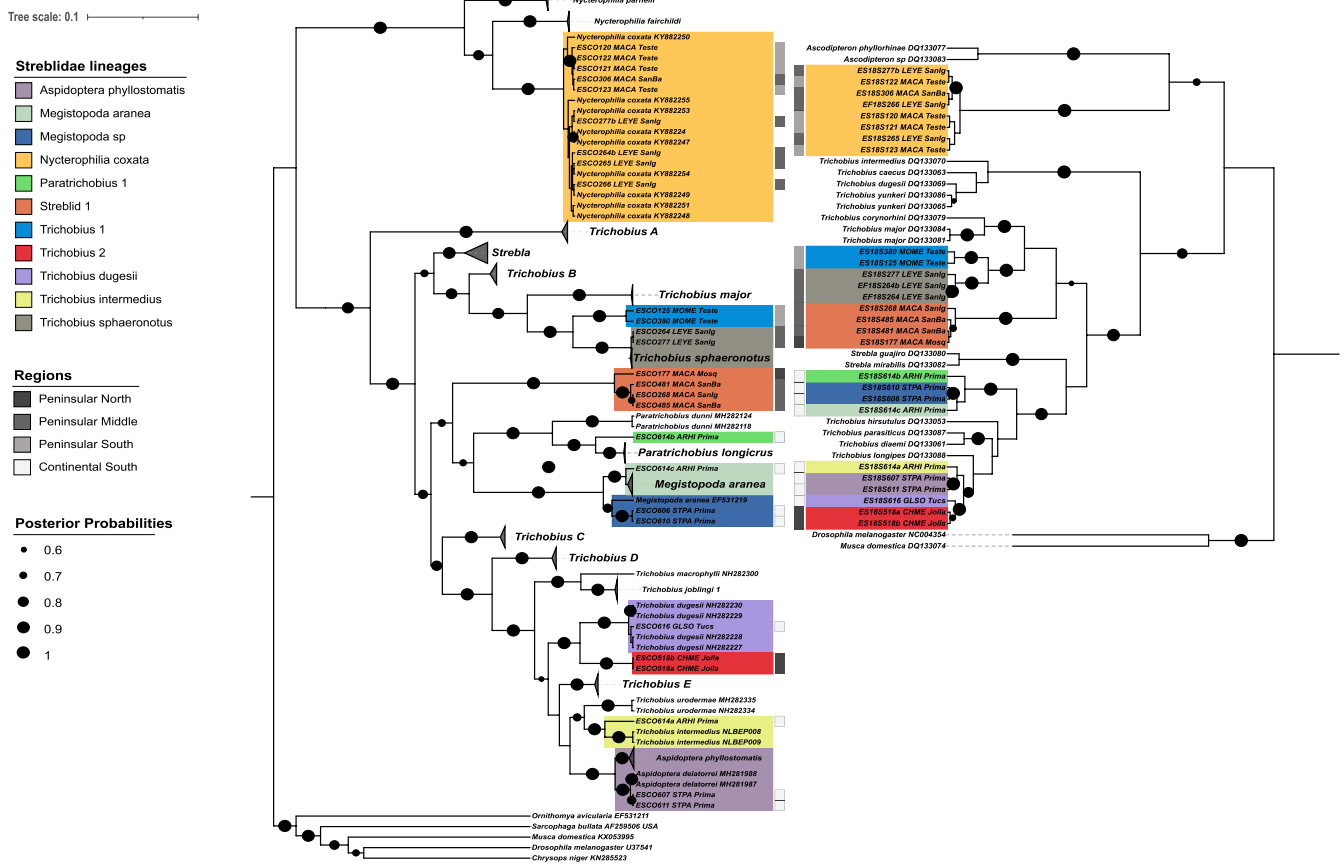 Nycterophilia parnelli
Tree scale: 0.1
Nycterophilia fairchildi
Streblidae lineages
Aspidoptera phyllostomatis
Megistopoda aranea
Megistopoda sp
Nycterophilia coxata
Paratrichobius 1
Streblid 1
Trichobius 1
Trichobius 2
Trichobius dugesii
Trichobius intermedius
Trichobius sphaeronotus
Regions
Peninsular North
Peninsular Middle
Peninsular South
Continental South
Posterior Probabilities
0.6
0.7
0.8
0.9
1
Nycterophilia coxata KY882250
ESCO120 MACA Teste
ESCO122 MACA Teste
ESCO121 MACA Teste
ESCO306 MACA SanBa
ESCO123 MACA Teste
Nycterophilia coxata KY882255
Nycterophilia coxata KY882253
ESCO277b LEYE SanIg
Nycterophilia coxata KY88224
Nycterophilia coxata KY882247
ESCO264b LEYE SanIg
ESCO265 LEYE SanIg
Nycterophilia coxata KY882254
ESCO266 LEYE SanIg
Nycterophilia coxata KY882249
Nycterophilia coxata KY882251
Nycterophilia coxata KY882248
Trichobius A
Strebla
Trichobius B
Trichobius major
ESCO125 MOME Teste
ESCO380 MOME Teste
ESCO264 LEYE SanIg
ESCO277 LEYE SanIg
Trichobius sphaeronotus
ESCO177 MACA Mosq
ESCO481 MACA SanBa
ESCO268 MACA SanIg
ESCO485 MACA SanBa
Paratrichobius dunni MH282124
Paratrichobius dunni MH282118
ESCO614b ARHI Prima
Paratrichobius longicrus
ESCO614c ARHI Prima
Megistopoda aranea
Megistopoda aranea EF531219
ESCO606 STPA Prima
ESCO610 STPA Prima
Trichobius C
Trichobius D
Trichobius macrophylli NH282300
Trichobius joblingi 1
Trichobius dugesii NH282230
Trichobius dugesii NH282229
ESCO616 GLSO Tucs
Trichobius dugesii NH282228
Trichobius dugesii NH282227
ESCO518b CHME Jolla
ESCO518a CHME Jolla
Trichobius E
Trichobius urodermae MH282335
Trichobius urodermae NH282334
ESCO614a ARHI Prima
Trichobius intermedius NLBEP008
Trichobius intermedius NLBEP009
Aspidoptera phyllostomatis
Aspidoptera delatorrei MH281988
Aspidoptera delatorrei MH281987
ESCO607 STPA Prima
ESCO611 STPA Prima
Ornithomya avicularia EF531211
Sarcophaga bullata AF259506 USA
Musca domestica KX053995
Drosophila melanogaster U37541
Chrysops niger KN285523
Ascodipteron phyllorhinae DQ133077
Ascodipteron sp DQ133083
ES18S277b LEYE SanIg
ES18S122 MACA Teste
ES18S306 MACA SanBa
EF18S266 LEYE SanIg
ES18S120 MACA Teste
ES18S121 MACA Teste
ES18S265 LEYE SanIg
ES18S123 MACA Teste
Trichobius intermedius DQ133070
Trichobius caecus DQ133063
Trichobius dugesii DQ133069
Trichobius yunkeri DQ133086
Trichobius yunkeri DQ133065
Trichobius corynorhini DQ133079
Trichobius major DQ133084
Trichobius major DQ133081
ES18S380 MOME Teste
ES18S125 MOME Teste
ES18S277 LEYE SanIg
EF18S264b LEYE SanIg
EF18S264 LEYE SanIg
ES18S268 MACA SanIg
ES18S485 MACA SanBa
ES18S481 MACA SanBa
ES18S177 MACA Mosq
Strebla guajiro DQ133080
Strebla mirabilis DQ133082
ES18S614b ARHI Prima
ES18S610 STPA Prima
ES18S606 STPA Prima
ES18S614c ARHI Prima
Trichobius hirsutulus DQ133053
Trichobius parasiticus DQ133087
Trichobius diaemi DQ133061
Trichobius longipes DQ133088
ES18S614a ARHI Prima
ES18S607 STPA Prima
ES18S611 STPA Prima
ES18S616 GLSO Tucs
ES18S518a CHME Jolla
ES18S518b CHME Jolla
Drosophila melanogaster NC004354
Musca domestica DQ133074